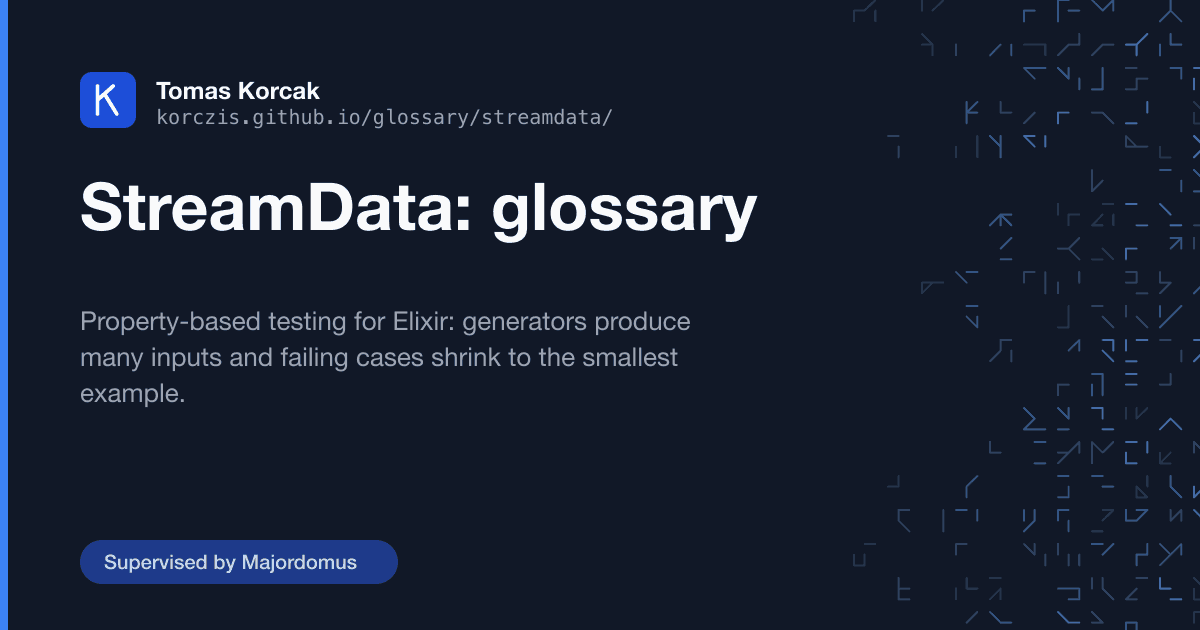 K
Tomas Korcak
korczis.github.io/glossary/streamdata/
StreamData: glossary
Property-based testing for Elixir: generators produce
many inputs and failing cases shrink to the smallest
example.
Supervised by Majordomus